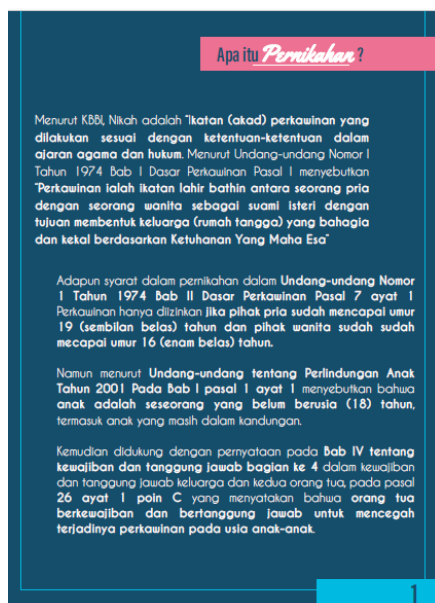 Apa itu Pernikahan ?
Menurut KBBI, Nikah adalah "Ikatan (akad) perkawinan yang
dilakukan sesuai dengan ketentuan-ketentuan dalam
ajaran agama dan hukum. Menurut Undang-undang Nomor 1
Tahun 1974 Bab 1 Dasar Perkawinan Pasal 1 menyebutkan
"Perkawinan ialah ikatan lahir bathin antara seorang pria
dengan seorang wanita sebagai suami isteri dengan
tujuan membentuk keluarga (rumah tangga) yang bahagia
dan kekal berdasarkan Ketuhanan Yang Maha Esa"
Adapun syarat dalam pernikahan dalam Undang-undang Nomor
1 Tahun 1974 Bab II Dasar Perkawinan Pasal 7 ayat 1
Perkawinan hanya diizinkan jika pihak pria sudah mencapai umur
19 (sembilan belas) tahun dan pihak wanita sudah sudah
mecapai umur 16 (enam belas) tahun.
Namun menurut Undang-undang tentang Perlindungan Anak
Tahun 2001 Pada Bab I pasal 1 ayat 1 menyebutkan bahwa
anak adalah seseorang yang belum berusia (18) tahun,
termasuk anak yang masih dalam kandungan.
Kemudian didukung dengan pernyataan pada Bab IV tentang
kewajiban dan tanggung jawab bagian ke 4 dalam kewajiban
dan tanggung jawab keluarga dan kedua orang tua, pada pasal
26 ayat 1 poin C yang menyatakan bahwa orang tua
berkewajiban dan bertanggung jawab untuk mencegah
terjadinya perkawinan pada usia anak-anak.
1